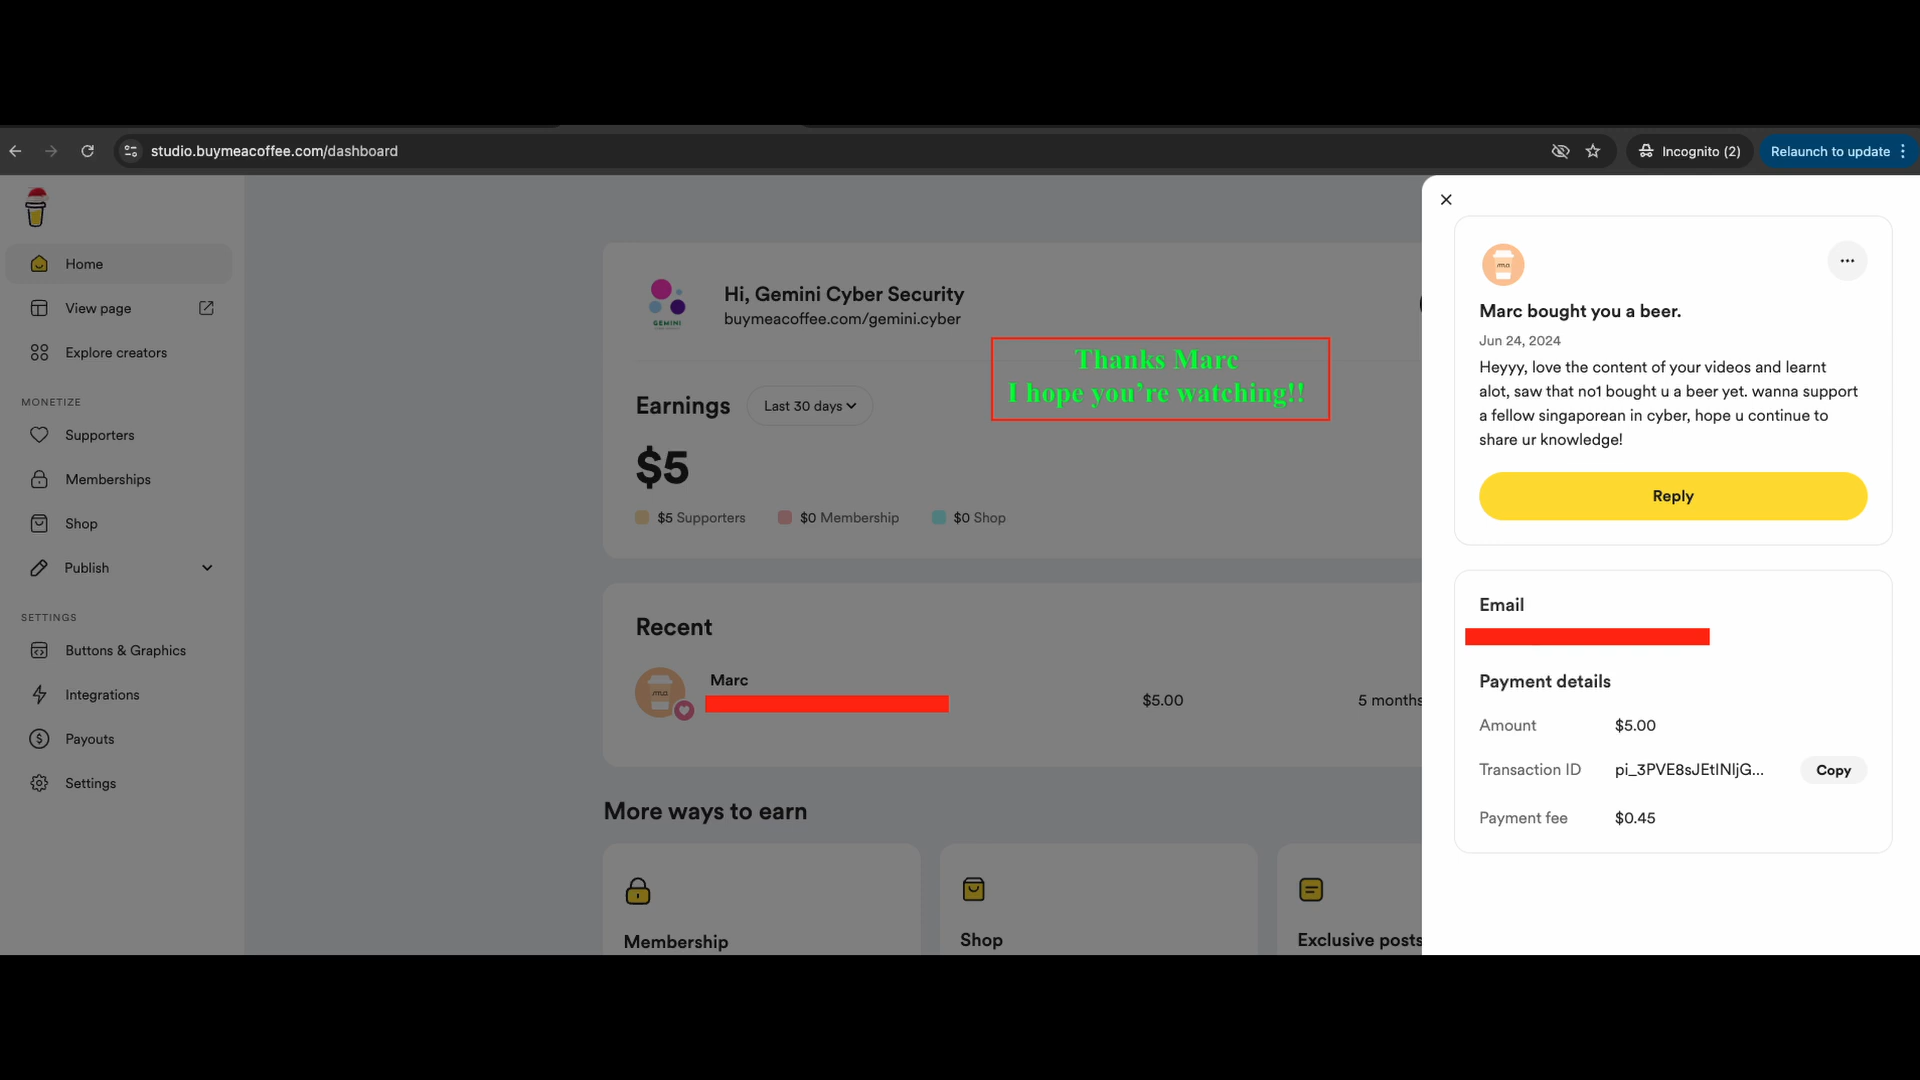 studio.buymeacoffee.com/dashboard
Incognito (2)
Relaunch to update
Home
View page
Explore creators
MONETIZE
Supporters
Memberships
Shop
Publish
SETTINGS
Buttons & Graphics
Integrations
Payouts
Settings
GEMINI
Hi, Gemini Cyber Security
buymeacoffee.com/gemini.cyber
Thanks Marc
I hope you're watching!!
Earnings
Last 30 days
$5
$5 Supporters
$0 Membership
$0 Shop
Recent
Marc
$5.00
5 months
More ways to earn
Membership
Shop
Exclusive posts
Marc bought you a beer.
Jun 24, 2024
Heyyy, love the content of your videos and learnt
alot, saw that no1 bought u a beer yet. wanna support
a fellow singaporean in cyber, hope u continue to
share ur knowledge!
Reply
Email
Payment details
Amount
$5.00
Transaction ID
pi_3PVE8sJEtlNljG...
Copy
Payment fee
$0.45